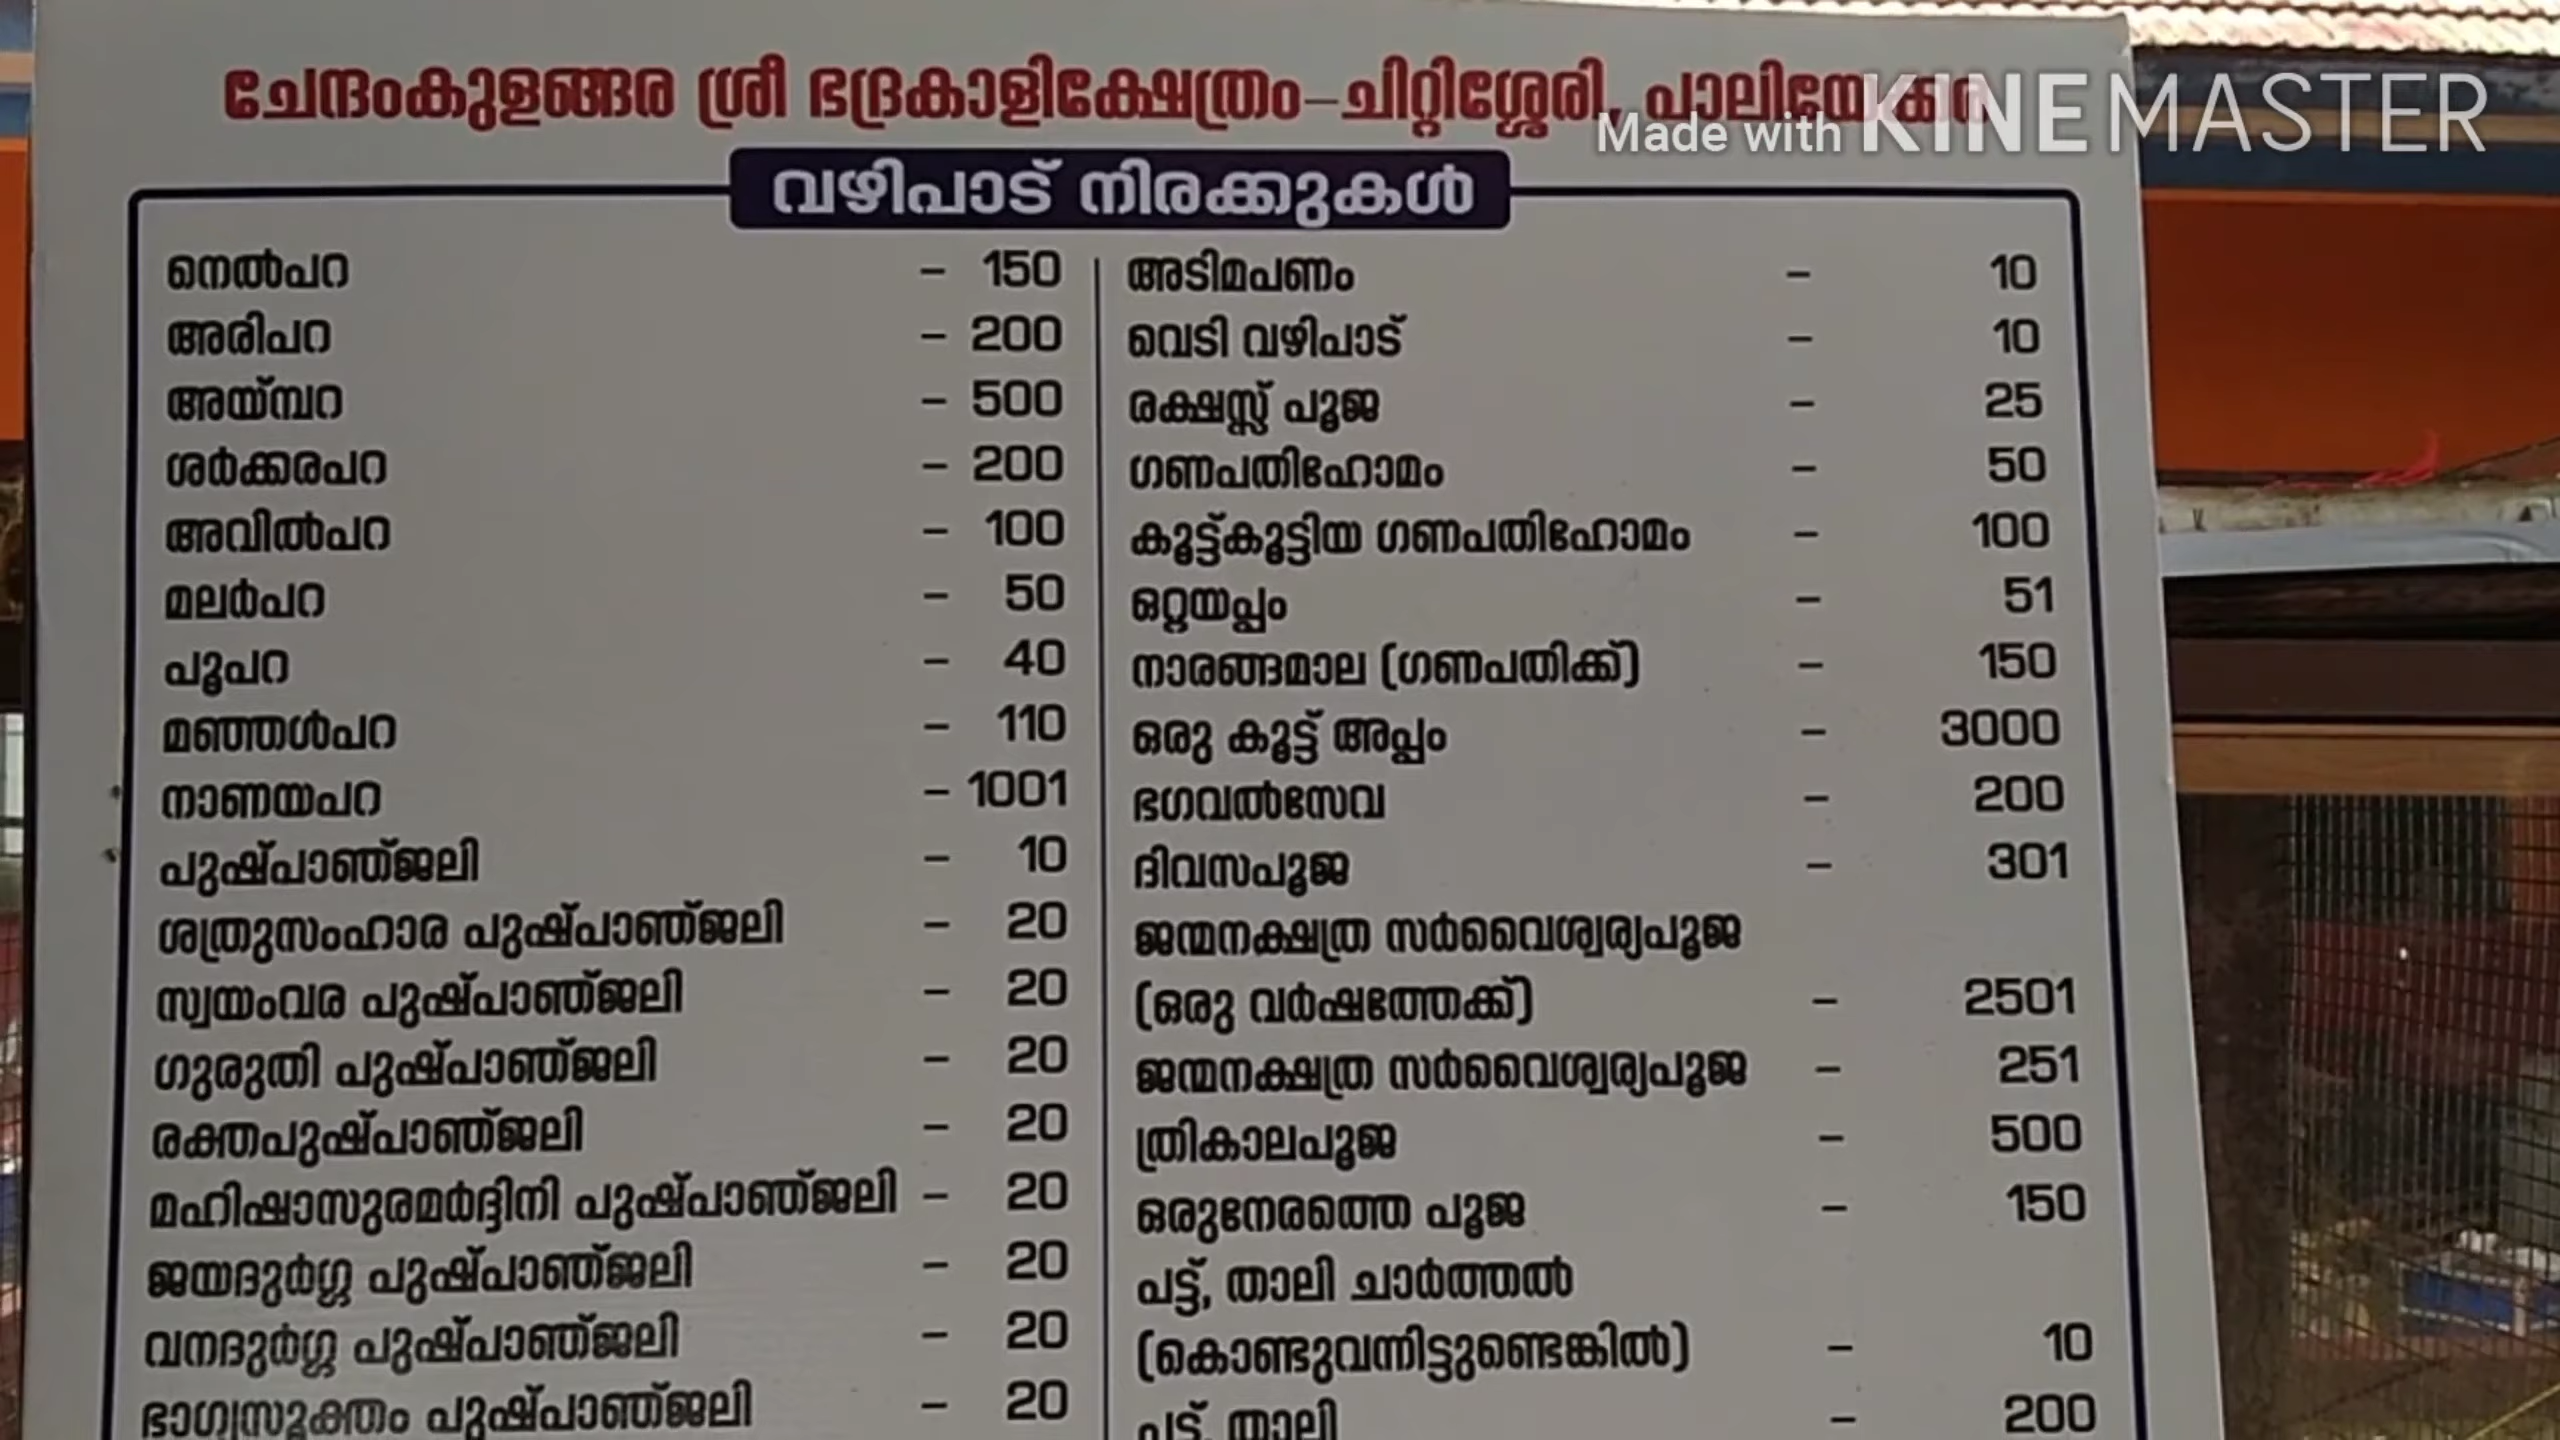 ചേന്ദംകുളങ്ങര ശ്രീ ഭദ്രകാളിക്ഷേത്രം-ചിറ്റിശ്ശേരി, പാലിയേക്കര
Made with KINEMASTER
വഴിപാട് നിരക്കുകൾ
നെൽപറ - 150
അരിപറ - 200
അയ്മ്പറ - 500
ശർക്കരപറ - 200
അവിൽപറ - 100
മലർപറ - 50
പൂപറ - 40
മഞ്ഞൾപറ - 110
നാണയപറ - 1001
പുഷ്പാഞ്ജലി - 10
ശത്രുസംഹാര പുഷ്പാഞ്ജലി - 20
സ്വയംവര പുഷ്പാഞ്ജലി - 20
ഗുരുതി പുഷ്പാഞ്ജലി - 20
രക്തപുഷ്പാഞ്ജലി - 20
മഹിഷാസുരമർദ്ദിനി പുഷ്പാഞ്ജലി - 20
ജയദുർഗ്ഗ പുഷ്പാഞ്ജലി - 20
വനദുർഗ്ഗ പുഷ്പാഞ്ജലി - 20
ഭാഗ്യസൂക്തം പുഷ്പാഞ്ജലി - 20
അടിമപണം - 10
വെടി വഴിപാട് - 10
രക്ഷസ്സ് പൂജ - 25
ഗണപതിഹോമം - 50
കൂട്ട്കൂട്ടിയ ഗണപതിഹോമം - 100
ഒറ്റയപ്പം - 51
നാരങ്ങമാല (ഗണപതിക്ക്) - 150
ഒരു കൂട്ട് അപ്പം - 3000
ഭഗവൽസേവ - 200
ദിവസപൂജ - 301
ജന്മനക്ഷത്ര സർവൈശ്വര്യപൂജ
(ഒരു വർഷത്തേക്ക്) - 2501
ജന്മനക്ഷത്ര സർവൈശ്വര്യപൂജ - 251
ത്രികാലപൂജ - 500
ഒരുനേരത്തെ പൂജ - 150
പട്ട്, താലി ചാർത്തൽ
(കൊണ്ടുവന്നിട്ടുണ്ടെങ്കിൽ) - 10
പട്ട്, താലി - 200